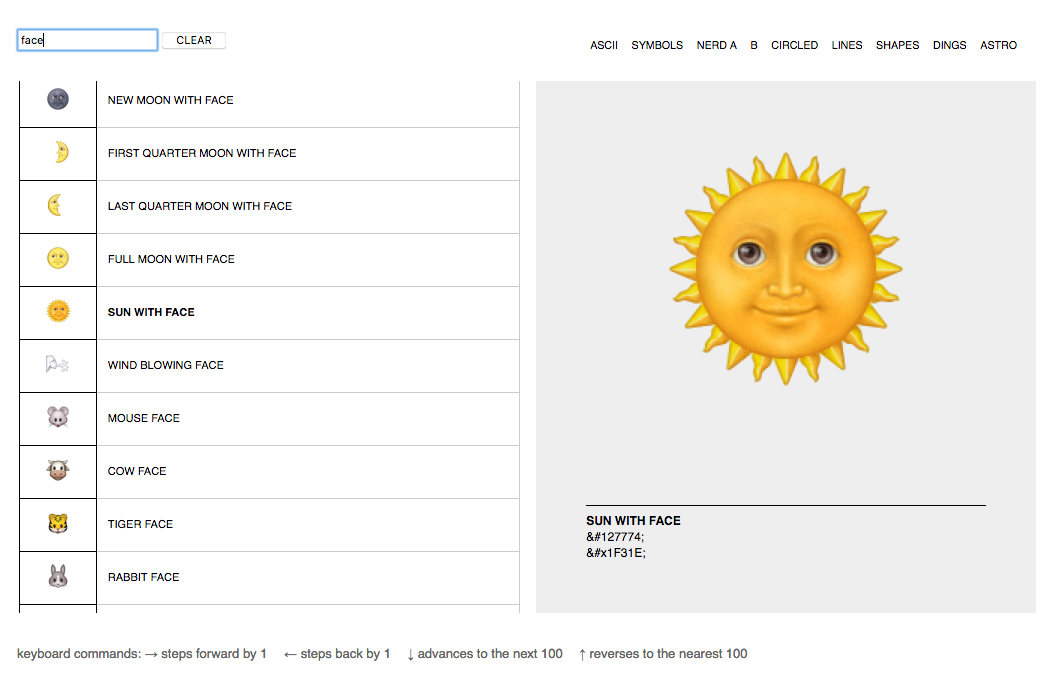 face CLEAR
ASCII SYMBOLS NERD A B CIRCLED LINES SHAPES DINGS ASTRO
NEW MOON WITH FACE
FIRST QUARTER MOON WITH FACE
LAST QUARTER MOON WITH FACE
FULL MOON WITH FACE
SUN WITH FACE
WIND BLOWING FACE
MOUSE FACE
COW FACE
TIGER FACE
RABBIT FACE
SUN WITH FACE
&#127774;
&#x1F31E;
keyboard commands: → steps forward by 1 ← steps back by 1 ↓ advances to the next 100 ↑ reverses to the nearest 100